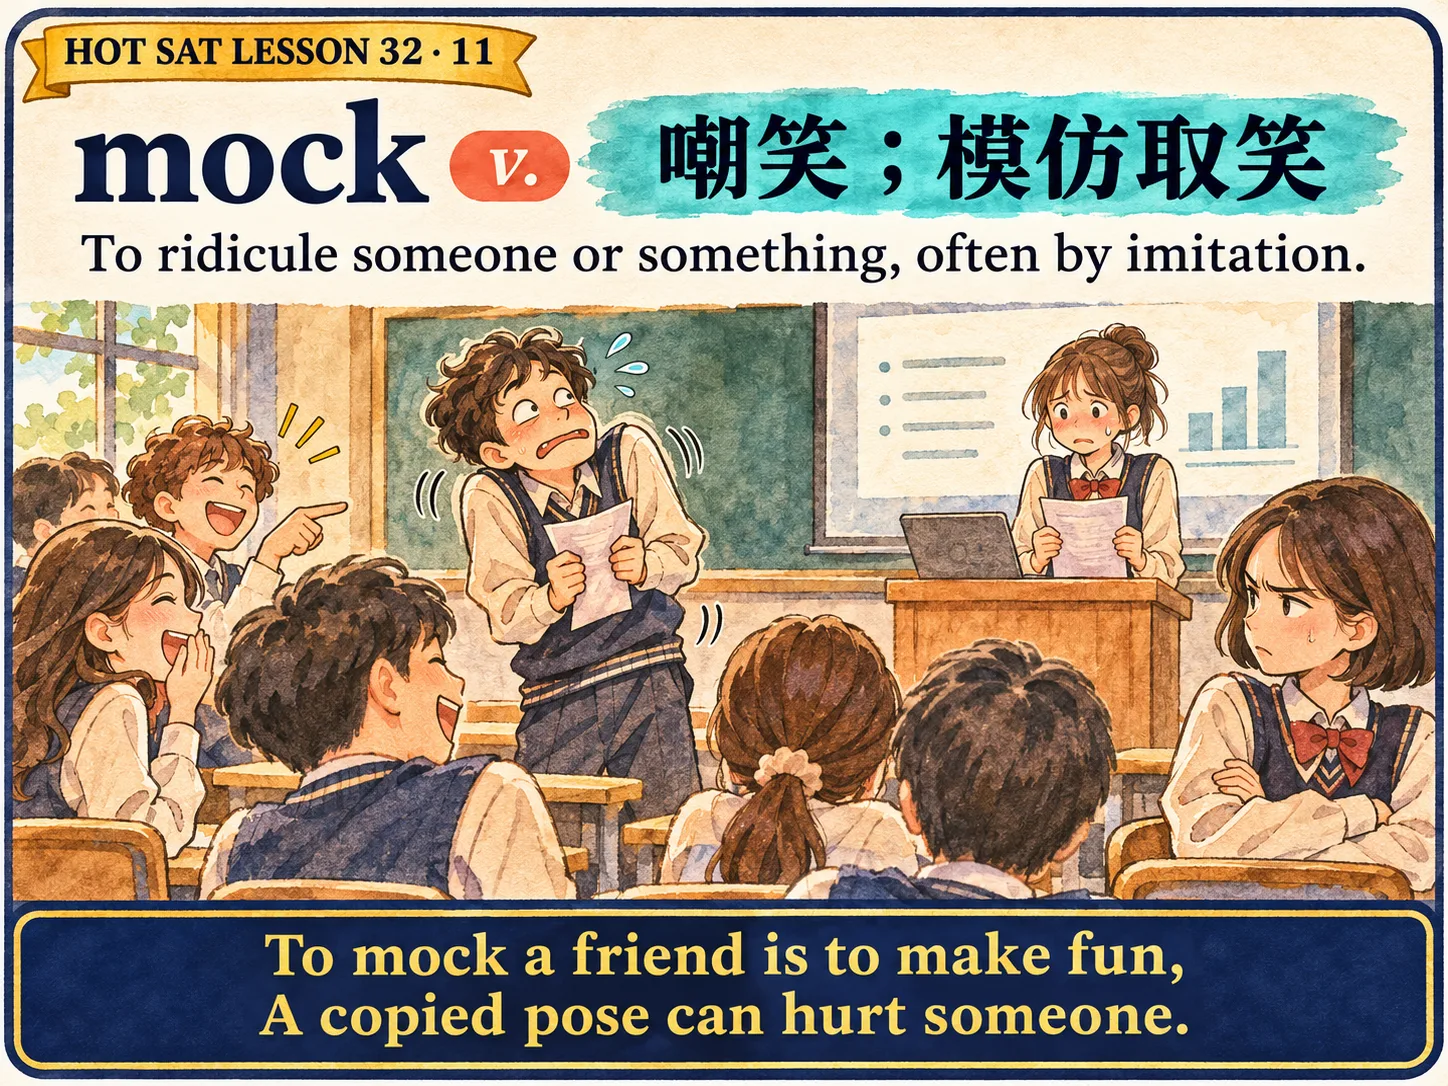 HOT SAT LESSON 32 · 11
mock v. 嘲笑；模仿取笑
To ridicule someone or something, often by imitation.
To mock a friend is to make fun,
A copied pose can hurt someone.